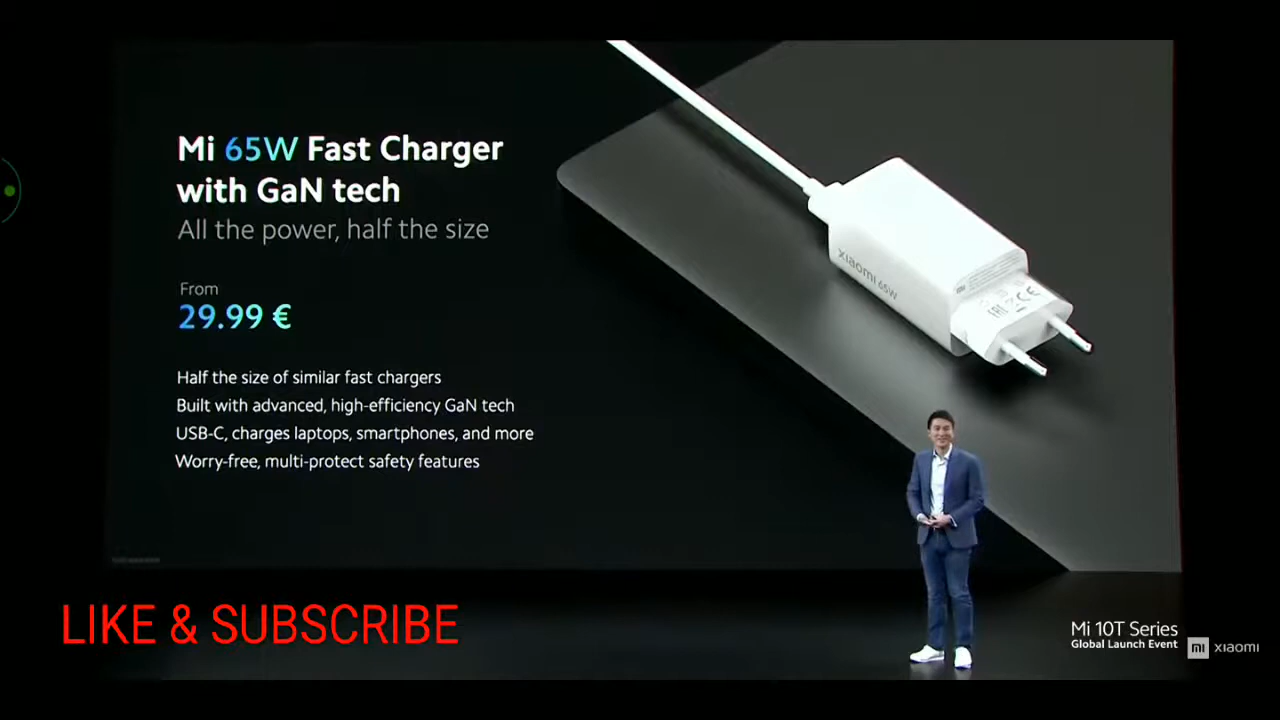 Mi 65W Fast Charger
with GaN tech
All the power, half the size
From
29.99 €
Half the size of similar fast chargers
Built with advanced, high-efficiency GaN tech
USB-C, charges laptops, smartphones, and more
Worry-free, multi-protect safety features
xiaomi 65W
LIKE & SUBSCRIBE
Mi 10T Series
Global Launch Event
mi xiaomi